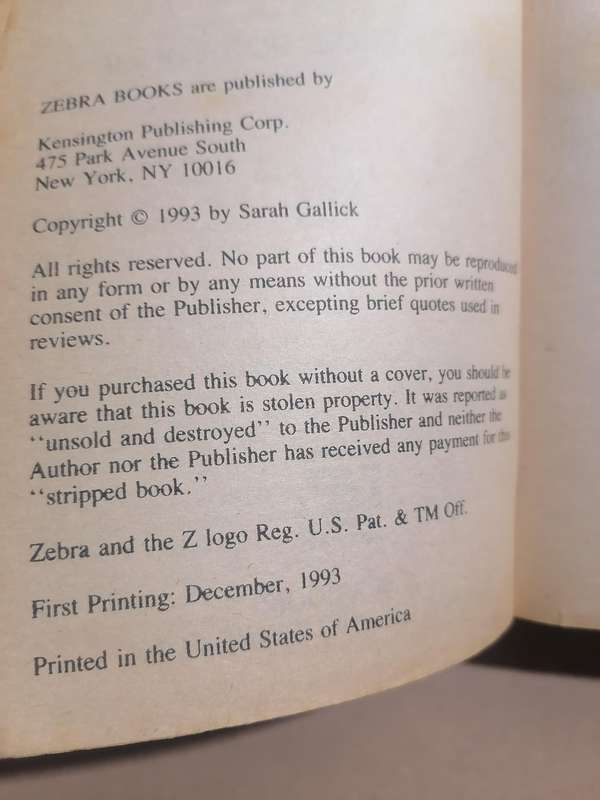 ZEBRA BOOKS are published by
Kensington Publishing Corp.
475 Park Avenue South
New York, NY 10016
Copyright © 1993 by Sarah Gallick
All rights reserved. No part of this book may be reproduced
in any form or by any means without the prior written
consent of the Publisher, excepting brief quotes used in
reviews.
If you purchased this book without a cover, you should be
aware that this book is stolen property. It was reported as
“unsold and destroyed” to the Publisher and neither the
Author nor the Publisher has received any payment for this
“stripped book.”
Zebra and the Z logo Reg. U.S. Pat. & TM Off.
First Printing: December, 1993
Printed in the United States of America